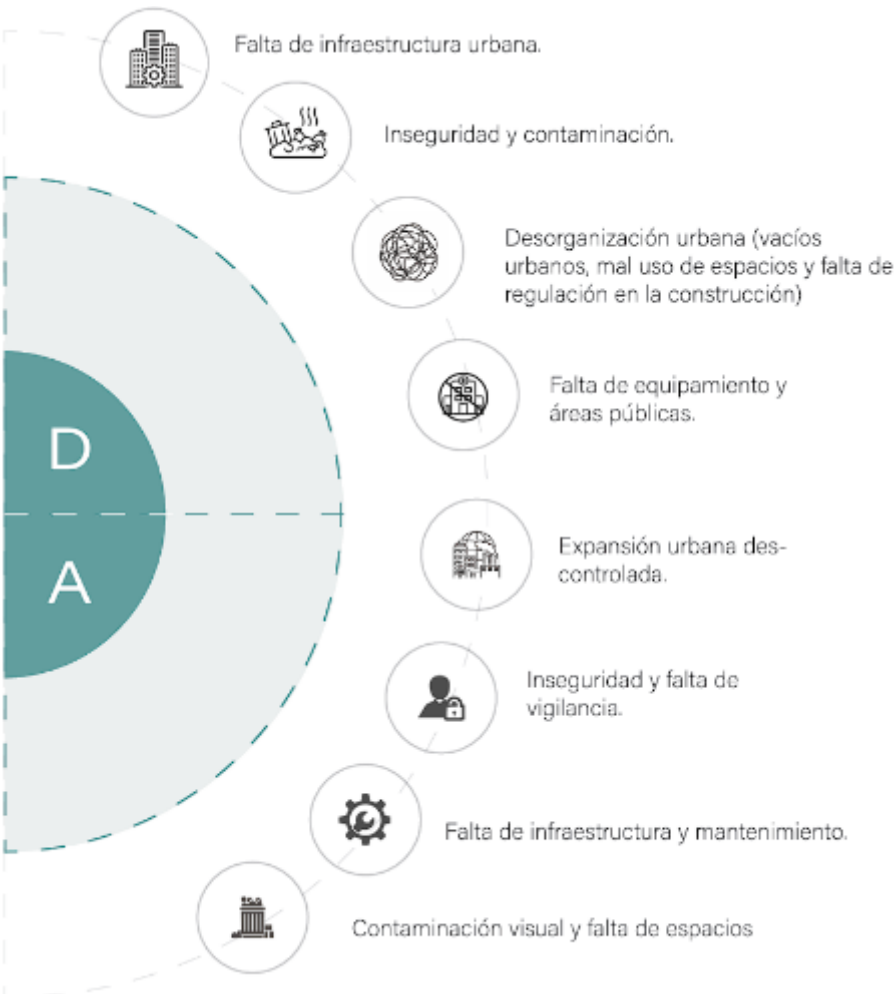 Falta de infraestructura urbana.
Inseguridad y contaminación.
Desorganización urbana (vacíos
urbanos, mal uso de espacios y falta de
regulación en la construcción)
Falta de equipamiento y
áreas públicas.
D
A
Expansión urbana des-
controlada.
Inseguridad y falta de
vigilancia.
Falta de infraestructura y mantenimiento.
Contaminación visual y falta de espacios